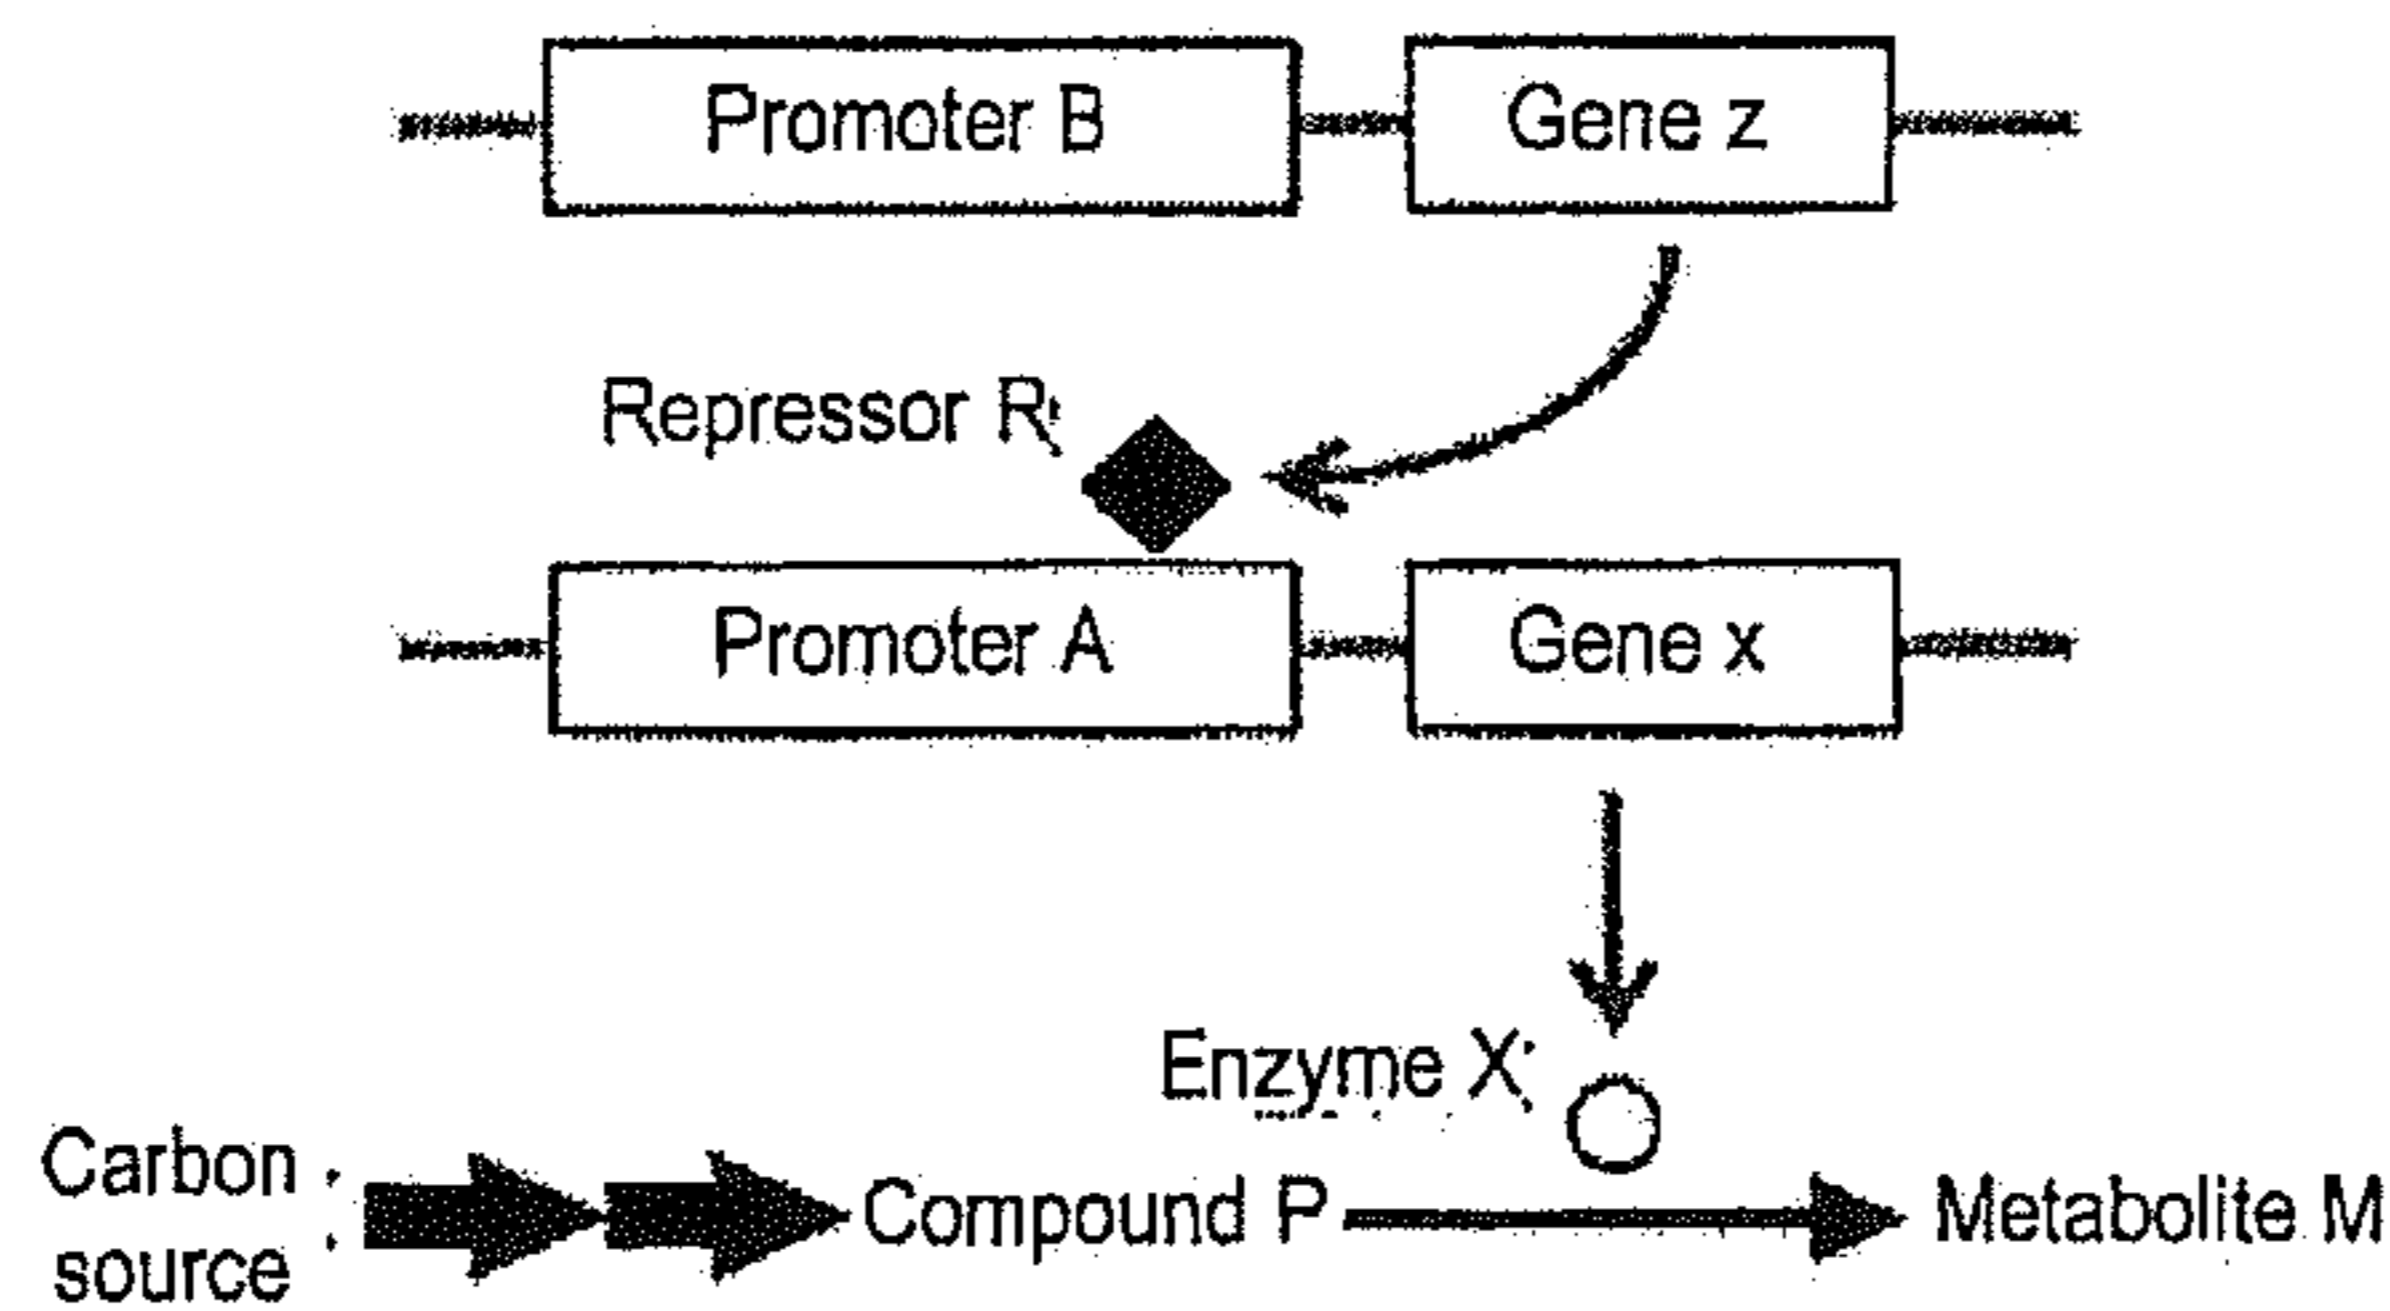 Promoter B
Gene z
Repressor R
Promoter A
Gene x
Enzyme X
Carbon
source
Compound P
Metabolite M